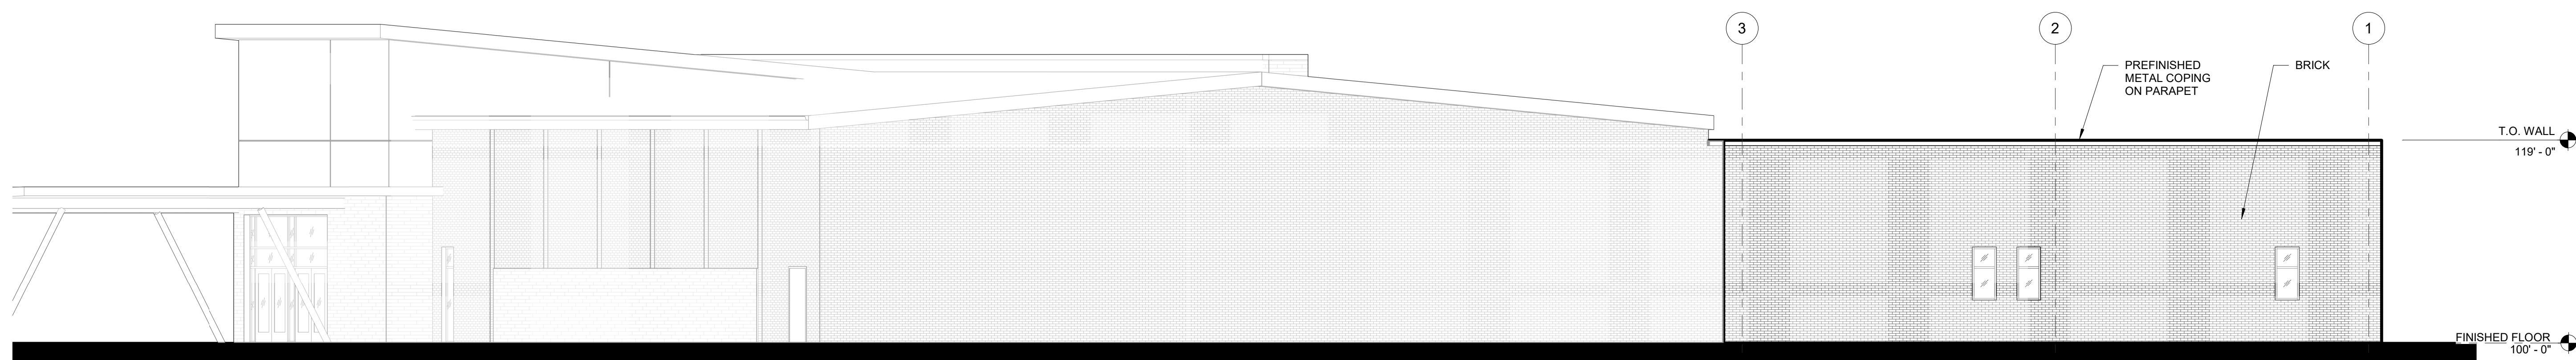 3
2
1
PREFINISHED
METAL COPING
ON PARAPET
BRICK
T.O. WALL
119' - 0"
FINISHED FLOOR
100' - 0"